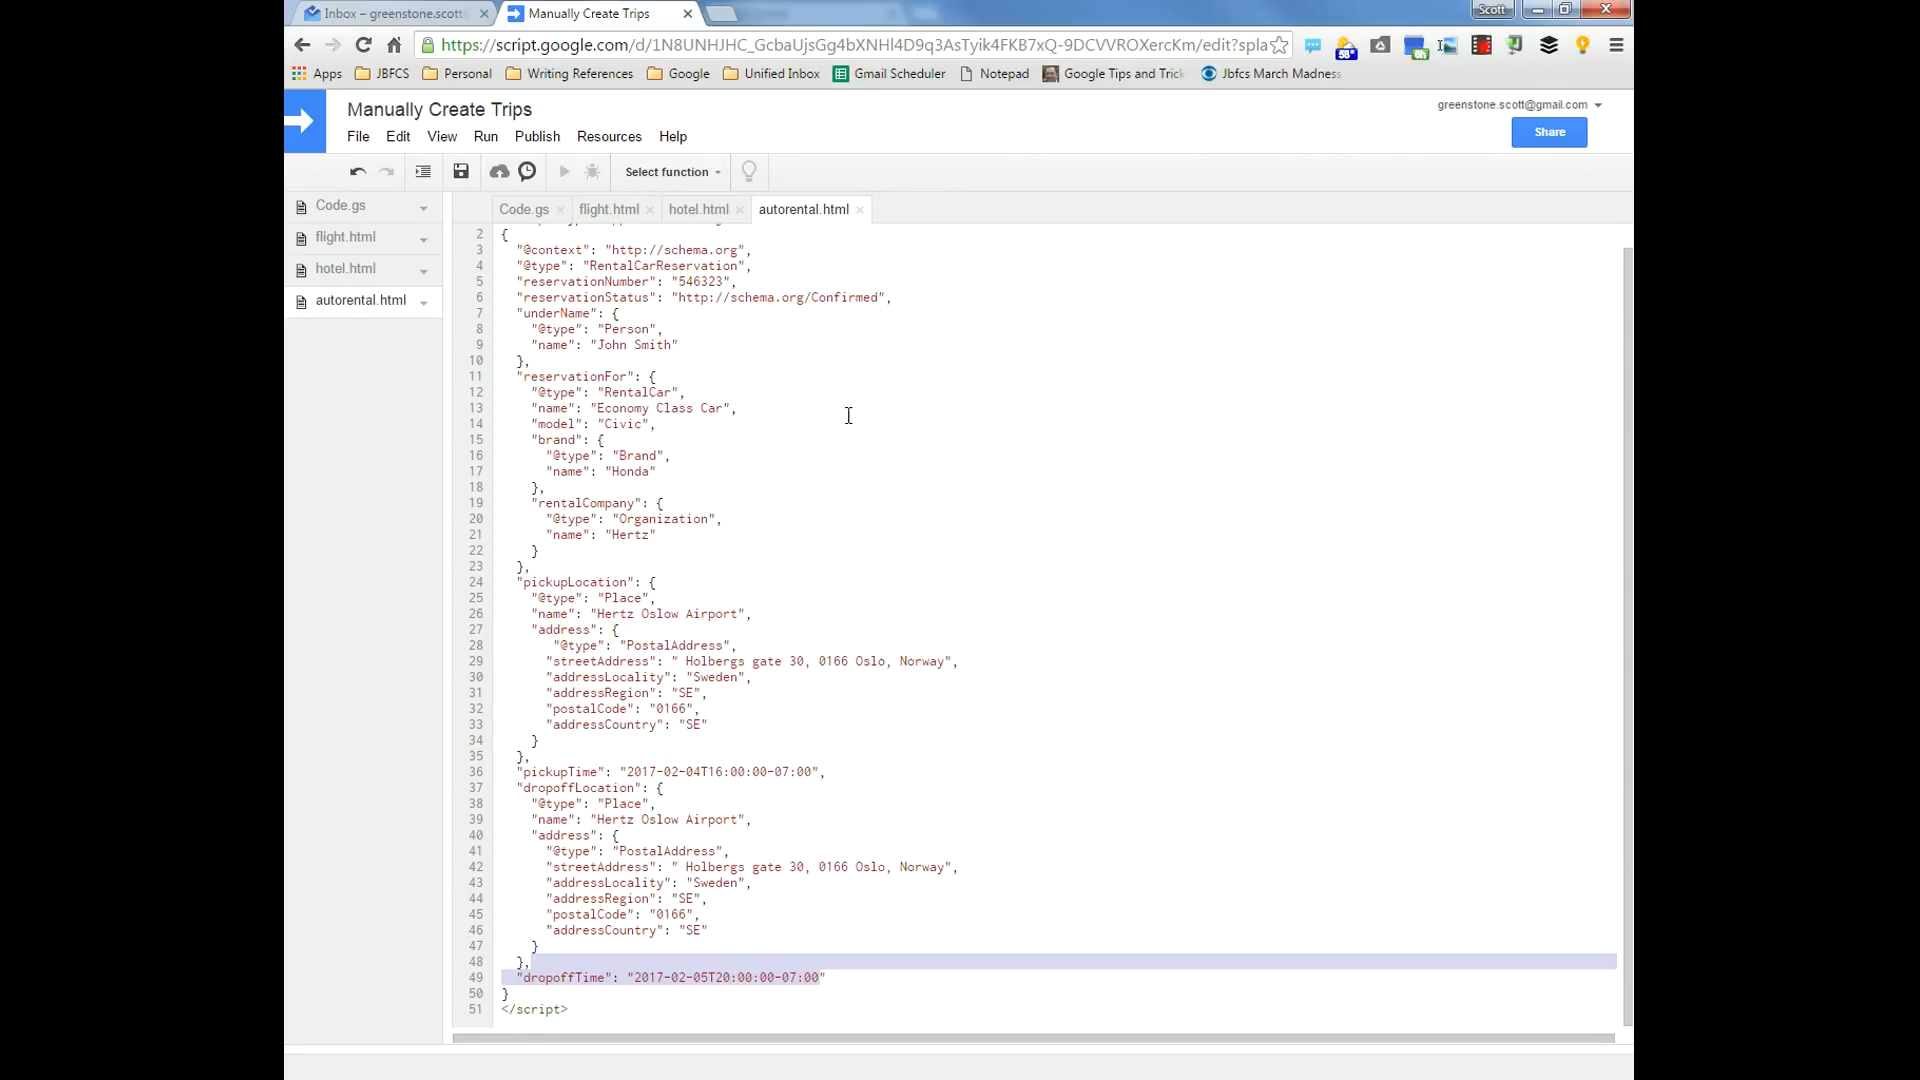 Inbox – greenstone.scott
Manually Create Trips
Scott
https://script.google.com/d/1N8UNHJHC_GcbaUjsGg4bXNHl4D9q3AsTyik4FKB7xQ-9DCVVROXercKm/edit?spla
Apps JBFCS Personal Writing References Google Unified Inbox Gmail Scheduler Notepad Google Tips and Trick Jbfcs March Madness
Manually Create Trips
greenstone.scott@gmail.com
File Edit View Run Publish Resources Help
Share
Select function
Code.gs
flight.html
hotel.html
autorental.html
Code.gs flight.html hotel.html autorental.html
2 {
3 "@context": "http://schema.org",
4 "@type": "RentalCarReservation",
5 "reservationNumber": "546323",
6 "reservationStatus": "http://schema.org/Confirmed",
7 "underName": {
8 "@type": "Person",
9 "name": "John Smith"
10 },
11 "reservationFor": {
12 "@type": "RentalCar",
13 "name": "Economy Class Car",
14 "model": "Civic",
15 "brand": {
16 "@type": "Brand",
17 "name": "Honda"
18 },
19 "rentalCompany": {
20 "@type": "Organization",
21 "name": "Hertz"
22 }
23 },
24 "pickupLocation": {
25 "@type": "Place",
26 "name": "Hertz Oslow Airport",
27 "address": {
28 "@type": "PostalAddress",
29 "streetAddress": " Holbergs gate 30, 0166 Oslo, Norway",
30 "addressLocality": "Sweden",
31 "addressRegion": "SE",
32 "postalCode": "0166",
33 "addressCountry": "SE"
34 }
35 },
36 "pickupTime": "2017-02-04T16:00:00-07:00",
37 "dropoffLocation": {
38 "@type": "Place",
39 "name": "Hertz Oslow Airport",
40 "address": {
41 "@type": "PostalAddress",
42 "streetAddress": " Holbergs gate 30, 0166 Oslo, Norway",
43 "addressLocality": "Sweden",
44 "addressRegion": "SE",
45 "postalCode": "0166",
46 "addressCountry": "SE"
47 }
48 },
49 "dropoffTime": "2017-02-05T20:00:00-07:00"
50 }
51 </script>